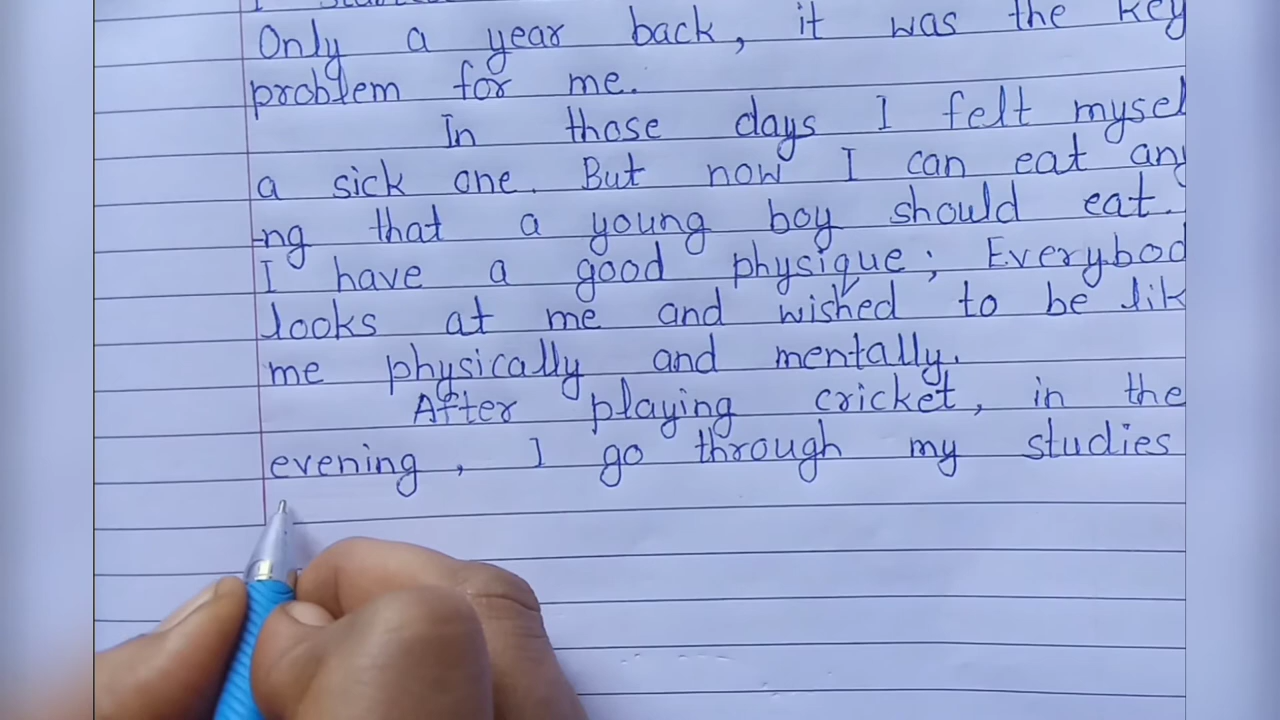 Only a year back, it was the key
problem for me.
In those days I felt mysel
a sick one. But now I can eat any
-ng that a young boy should eat.
I have a good physique; Everybod
looks at me and wished to be lik
me physically and mentally.
After playing cricket, in the
evening, I go through my studies